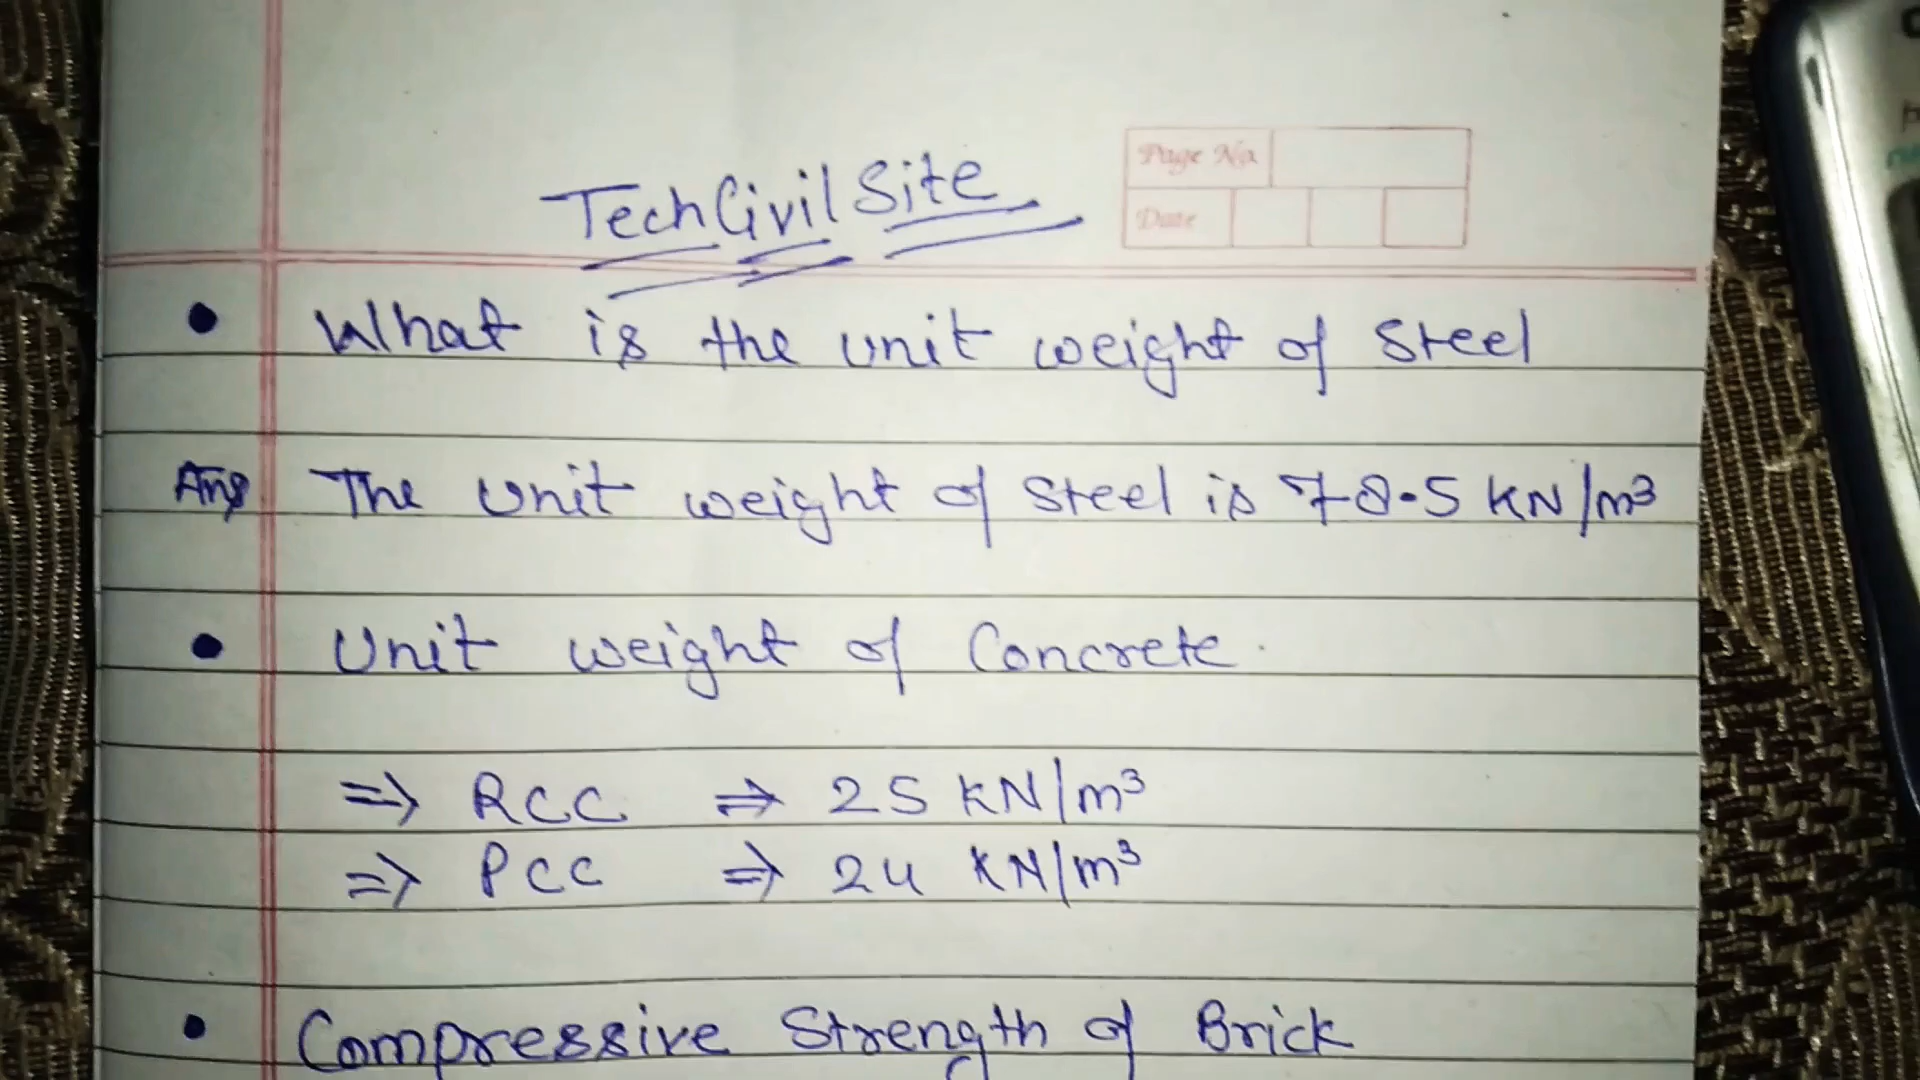 TechCivil Site
Page No.
Date
• What is the unit weight of Steel
Ans The unit weight of Steel is 78.5 KN/m³
• Unit weight of Concrete.
⇒ RCC ⇒ 25 KN/m³
⇒ PCC ⇒ 24 KN/m³
• Compressive Strength of Brick